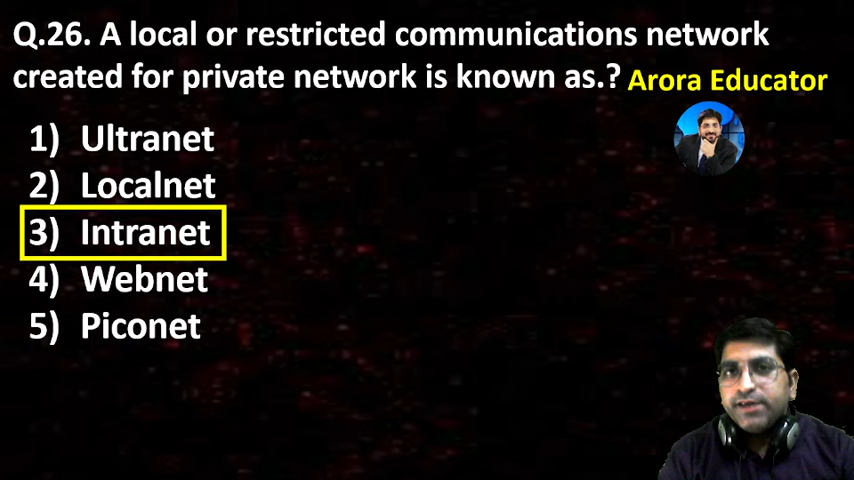 Q.26. A local or restricted communications network
created for private network is known as.? Arora Educator
1) Ultranet
2) Localnet
3) Intranet
4) Webnet
5) Piconet